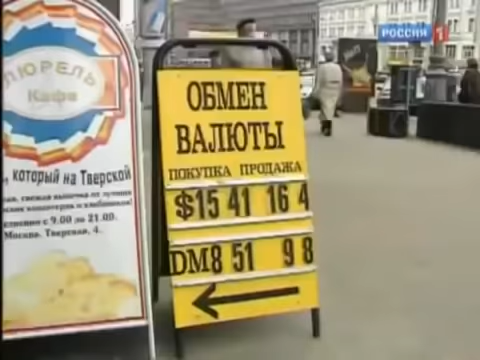 РОССИЯ 1
ЛЮРЕЛЬ
Кафе
который на Тверской
с 9.00 до 21.00
Москва. Тверская, 4.
ОБМЕН
ВАЛЮТЫ
ПОКУПКА ПРОДАЖА
$15 41 16 4
DM8 51 9 8